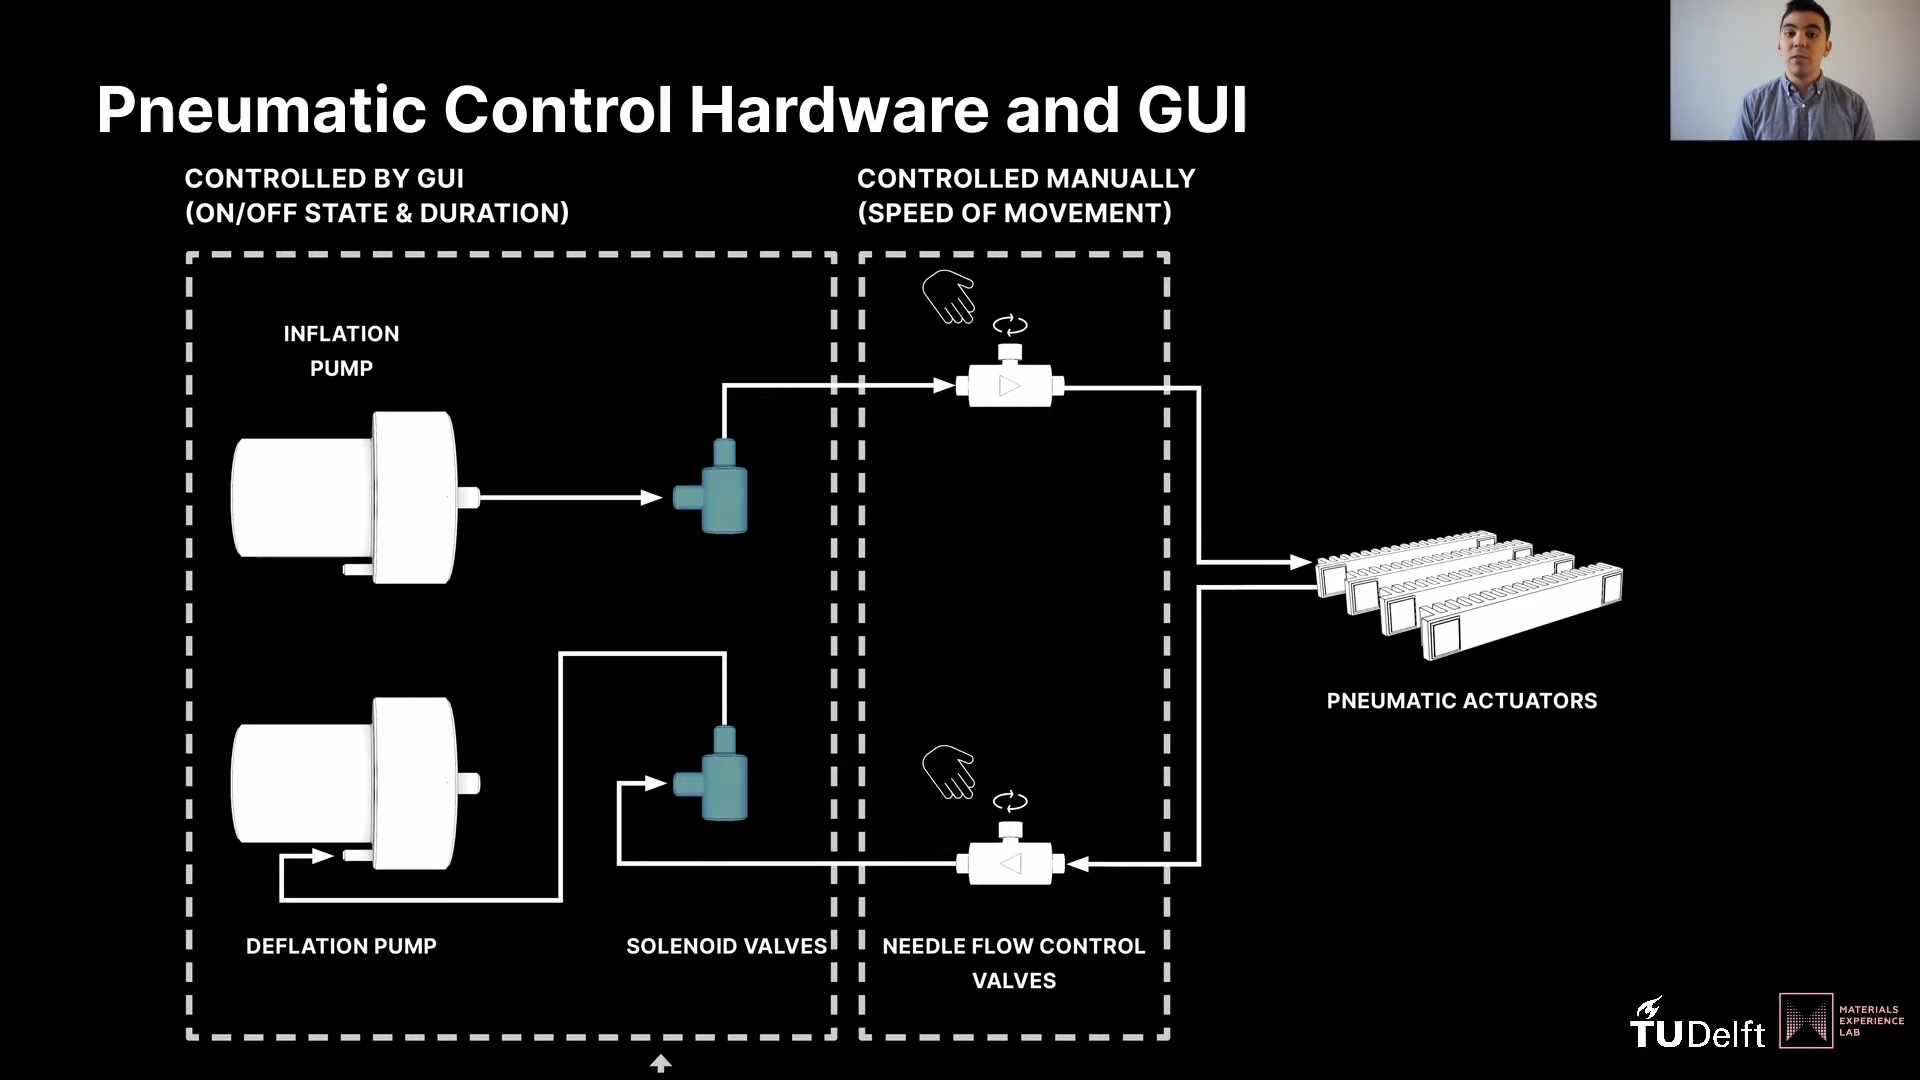 Pneumatic Control Hardware and GUI
CONTROLLED BY GUI
(ON/OFF STATE & DURATION)
CONTROLLED MANUALLY
(SPEED OF MOVEMENT)
INFLATION
PUMP
PNEUMATIC ACTUATORS
DEFLATION PUMP
SOLENOID VALVES
NEEDLE FLOW CONTROL
VALVES
TUDelft
MATERIALS
EXPERIENCE
LAB